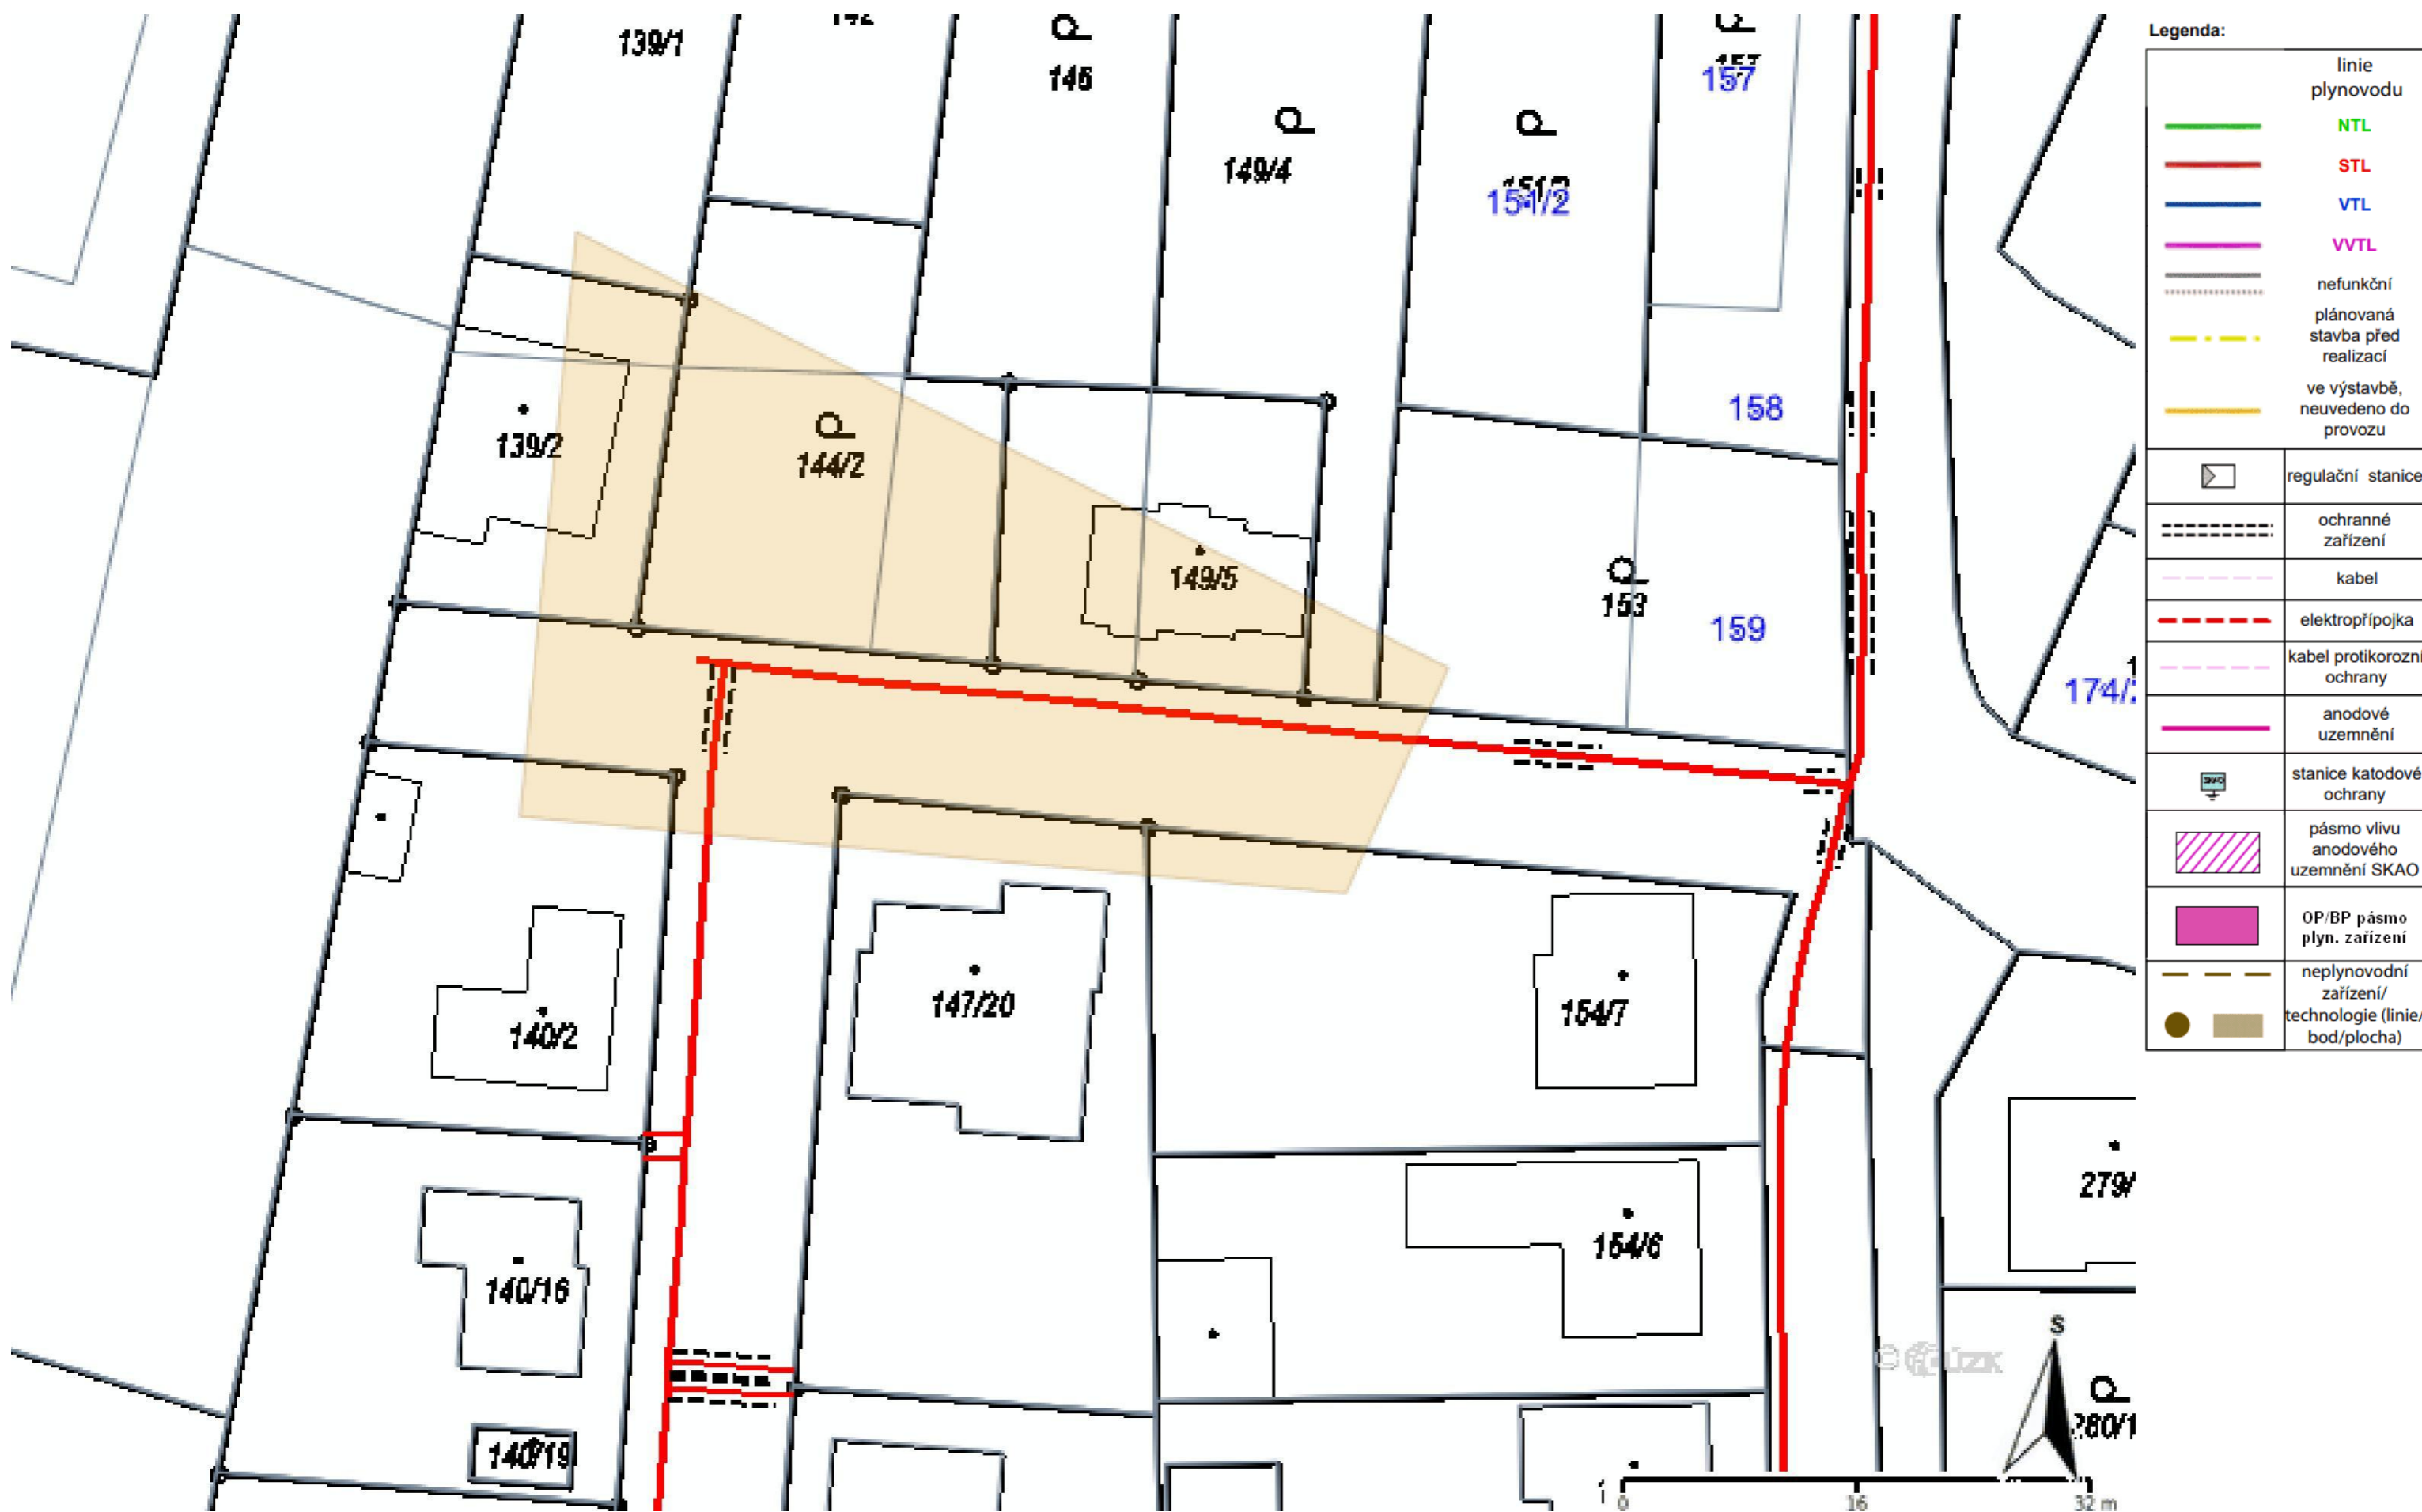 139/1
146
149/4
157
151/2
139/2
144/2
149/5
153
158
159
140/2
147/20
154/7
140/16
154/6
140/19
279/
280/1
S
0 16 32 m
Legenda:
linie
plynovodu
NTL
STL
VTL
VVTL
nefunkční
plánovaná
stavba před
realizací
ve výstavbě,
neuvedeno do
provozu
regulační stanice
ochranné
zařízení
kabel
elektropřípojka
kabel protikorozní
ochrany
anodové
uzemnění
stanice katodové
ochrany
pásmo vlivu
anodového
uzemnění SKAO
OP/BP pásmo
plyn. zařízení
neplynovodní
zařízení/
technologie (linie/
bod/plocha)